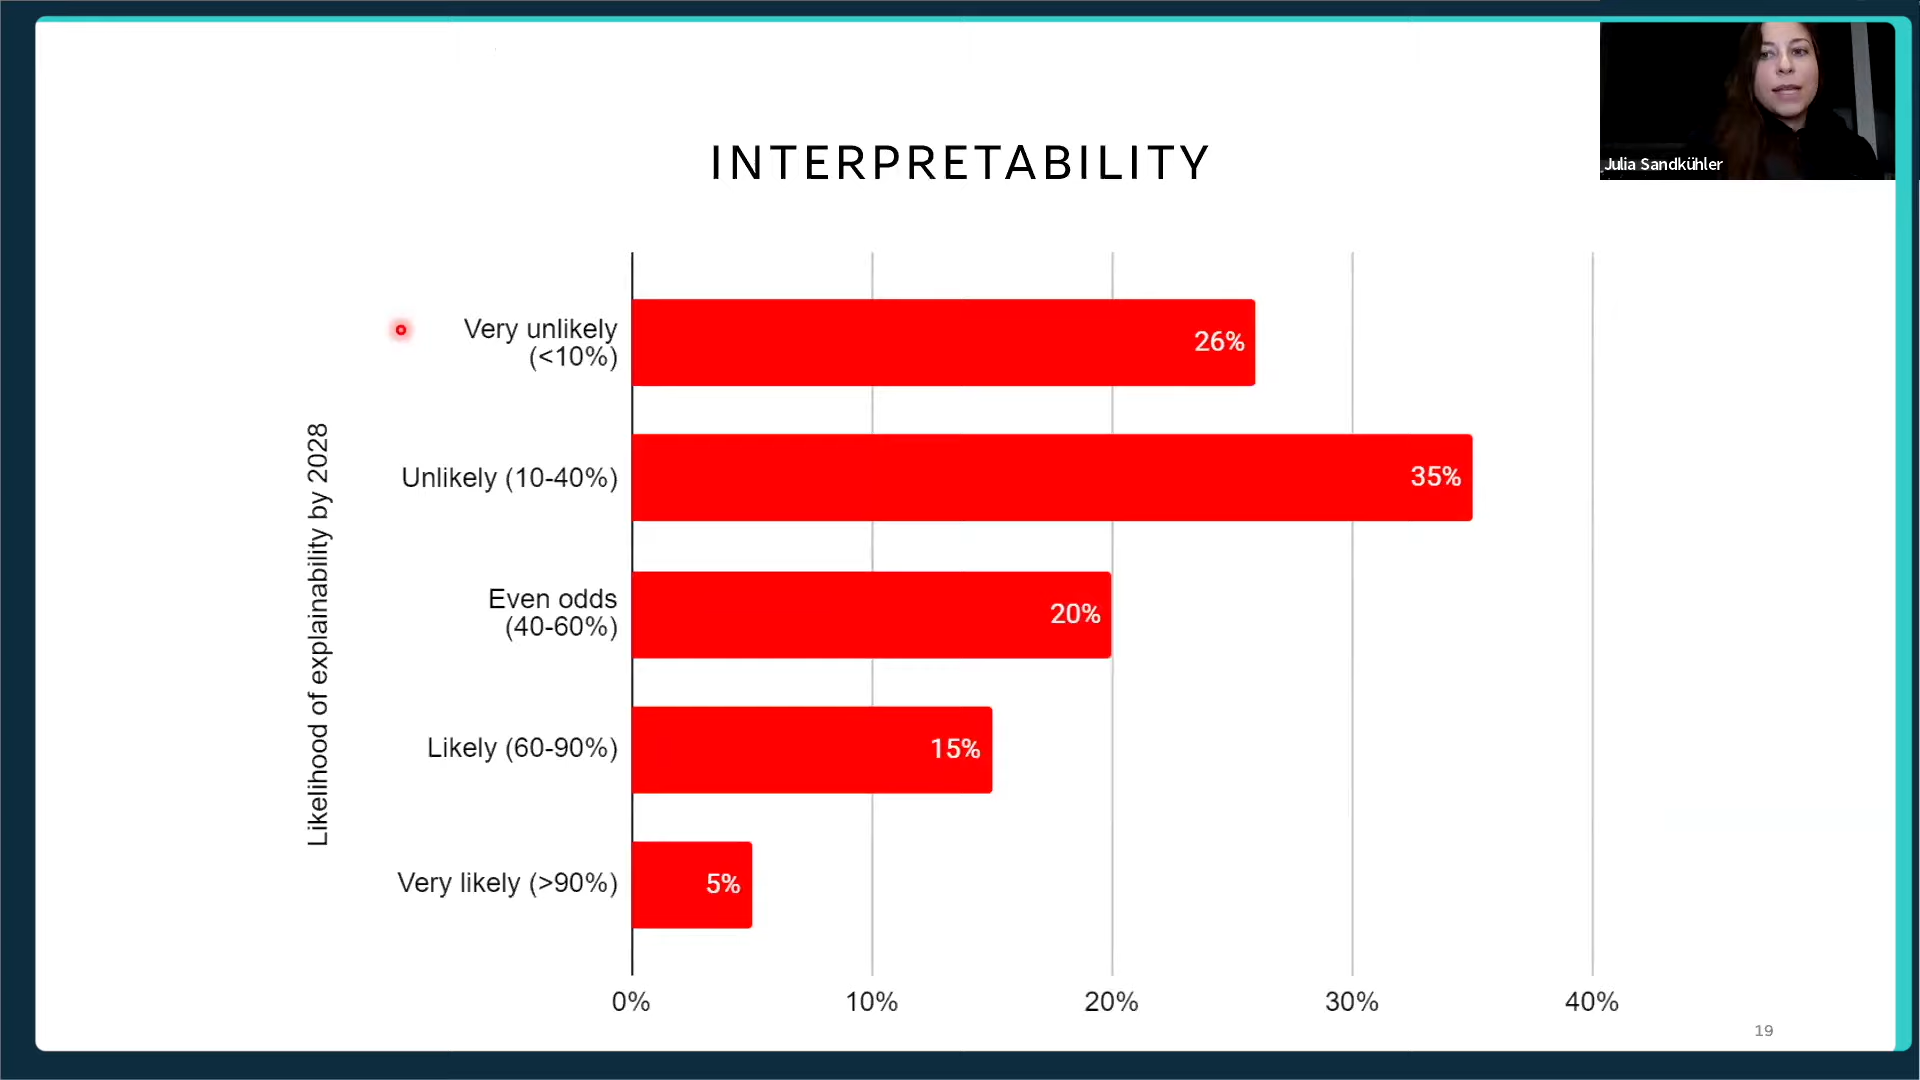 INTERPRETABILITY
Julia Sandkühler
Likelihood of explainability by 2028
Very unlikely
(<10%)
26%
Unlikely (10-40%)
35%
Even odds
(40-60%)
20%
Likely (60-90%)
15%
Very likely (>90%)
5%
0%
10%
20%
30%
40%
19